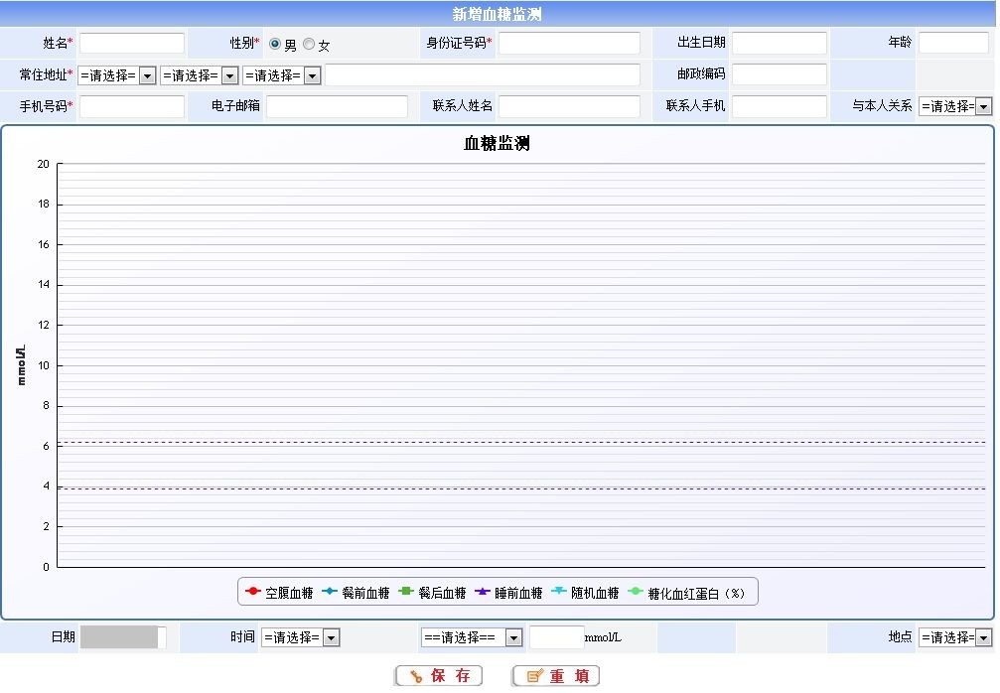 新增血糖监测
姓名* 性别* 男 女 身份证号码* 出生日期 年龄
常住地址* =请选择= =请选择= =请选择= 邮政编码
手机号码* 电子邮箱 联系人姓名 联系人手机 与本人关系 =请选择=
血糖监测
20
18
16
14
12
mmol/L
10
8
6
4
2
0
空腹血糖 餐前血糖 餐后血糖 睡前血糖 随机血糖 糖化血红蛋白（%）
日期 时间 =请选择= ==请选择== mmol/L 地点 =请选择=
保 存 重 填